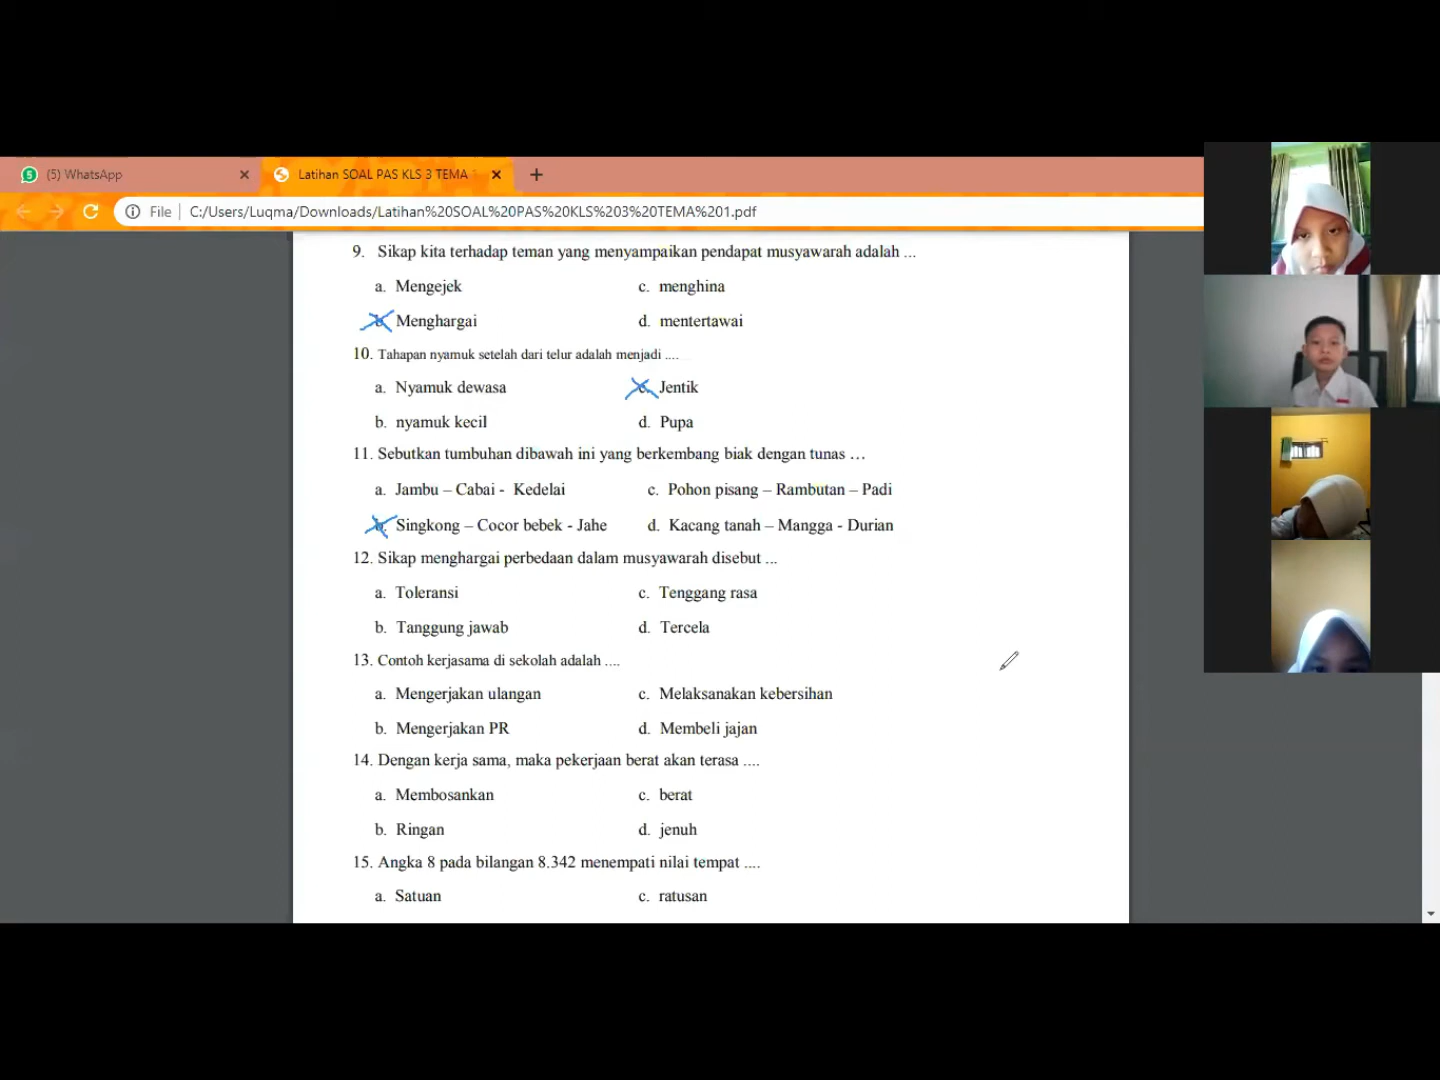 (5) WhatsApp
Latihan SOAL PAS KLS 3 TEMA
File C:/Users/Luqma/Downloads/Latihan%20SOAL%20PAS%20KLS%203%20TEMA%201.pdf
9. Sikap kita terhadap teman yang menyampaikan pendapat musyawarah adalah ...
a. Mengejek c. menghina
b. Menghargai d. mentertawai
10. Tahapan nyamuk setelah dari telur adalah menjadi ....
a. Nyamuk dewasa c. Jentik
b. nyamuk kecil d. Pupa
11. Sebutkan tumbuhan dibawah ini yang berkembang biak dengan tunas …
a. Jambu – Cabai - Kedelai c. Pohon pisang – Rambutan – Padi
b. Singkong – Cocor bebek - Jahe d. Kacang tanah – Mangga - Durian
12. Sikap menghargai perbedaan dalam musyawarah disebut ...
a. Toleransi c. Tenggang rasa
b. Tanggung jawab d. Tercela
13. Contoh kerjasama di sekolah adalah ....
a. Mengerjakan ulangan c. Melaksanakan kebersihan
b. Mengerjakan PR d. Membeli jajan
14. Dengan kerja sama, maka pekerjaan berat akan terasa ....
a. Membosankan c. berat
b. Ringan d. jenuh
15. Angka 8 pada bilangan 8.342 menempati nilai tempat ....
a. Satuan c. ratusan